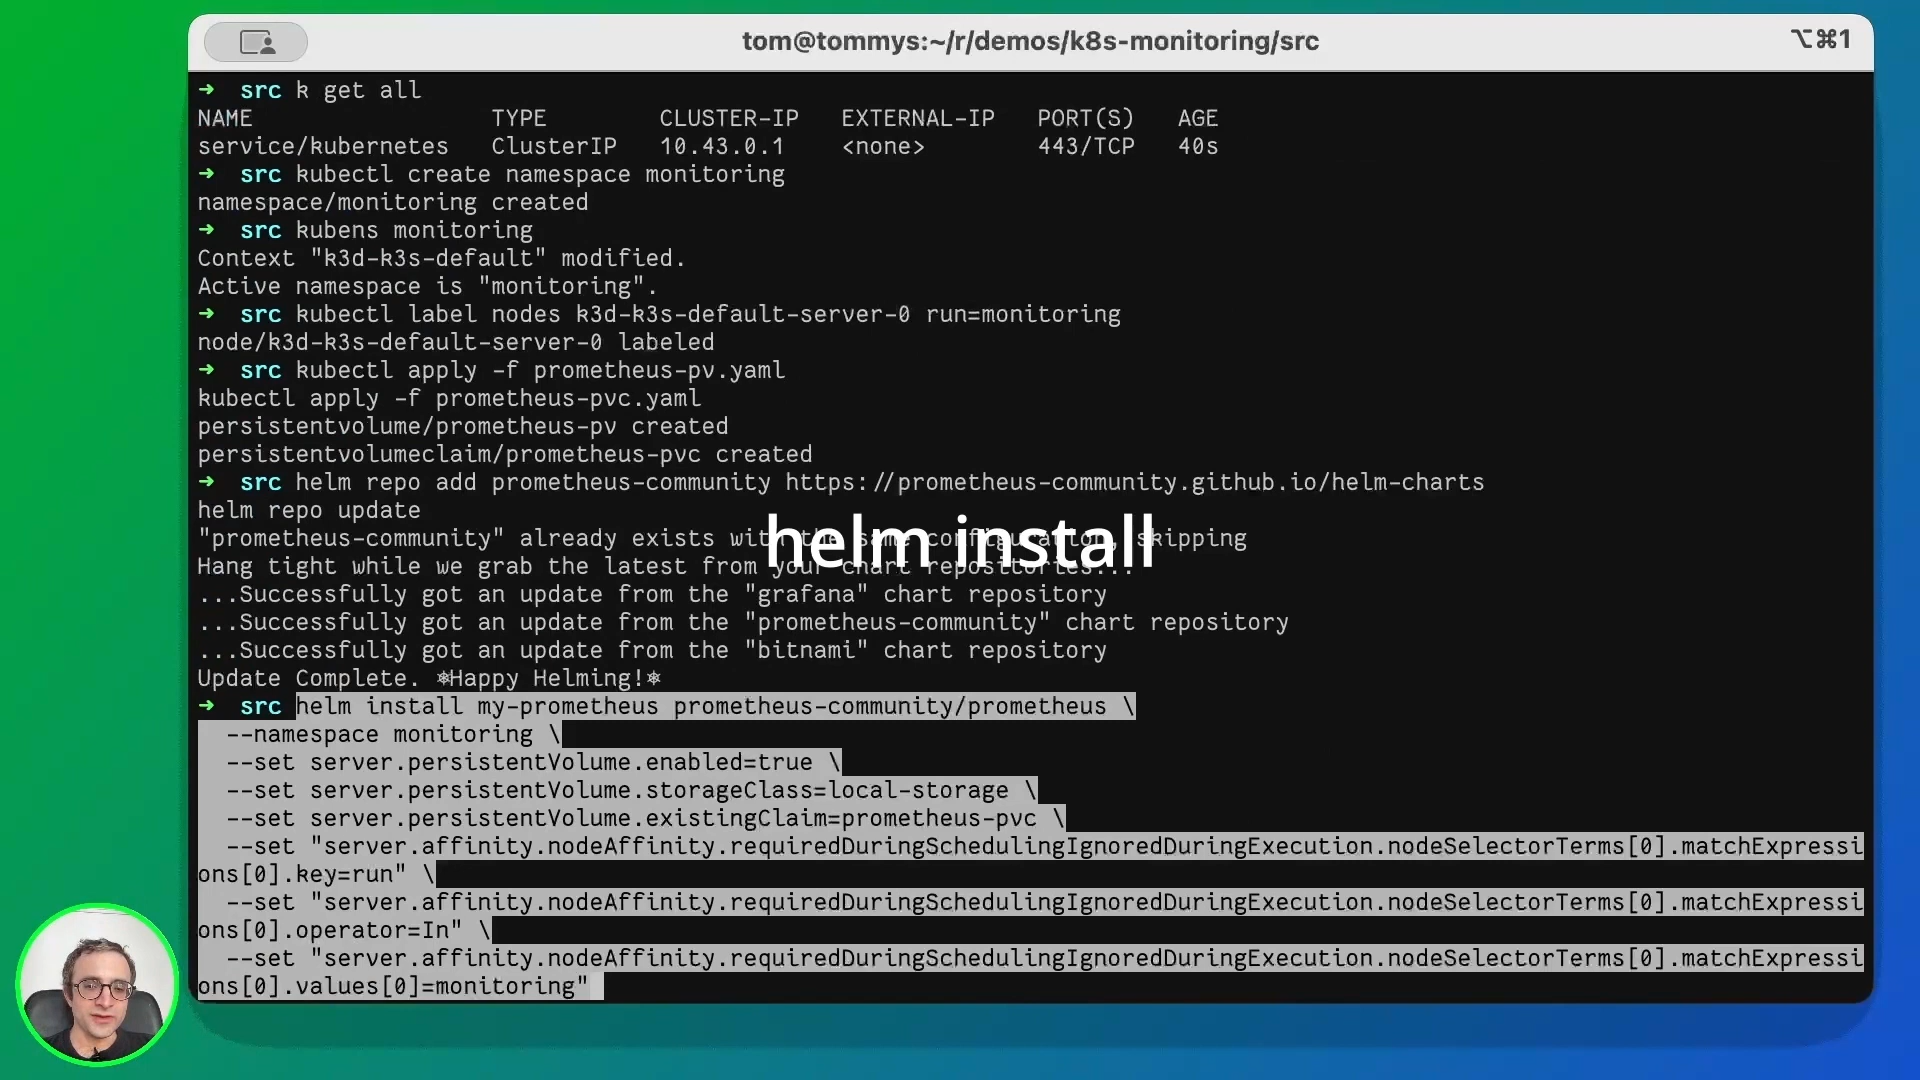 tom@tommys:~/r/demos/k8s-monitoring/src ⌥⌘1
➜ src k get all
NAME TYPE CLUSTER-IP EXTERNAL-IP PORT(S) AGE
service/kubernetes ClusterIP 10.43.0.1 <none> 443/TCP 40s
➜ src kubectl create namespace monitoring
namespace/monitoring created
➜ src kubens monitoring
Context "k3d-k3s-default" modified.
Active namespace is "monitoring".
➜ src kubectl label nodes k3d-k3s-default-server-0 run=monitoring
node/k3d-k3s-default-server-0 labeled
➜ src kubectl apply -f prometheus-pv.yaml
kubectl apply -f prometheus-pvc.yaml
persistentvolume/prometheus-pv created
persistentvolumeclaim/prometheus-pvc created
➜ src helm repo add prometheus-community https://prometheus-community.github.io/helm-charts
helm repo update
"prometheus-community" already exists with the same configuration, skipping
helm install
Hang tight while we grab the latest from your chart repositories...
...Successfully got an update from the "grafana" chart repository
...Successfully got an update from the "prometheus-community" chart repository
...Successfully got an update from the "bitnami" chart repository
Update Complete. ⎈Happy Helming!⎈
➜ src helm install my-prometheus prometheus-community/prometheus \
--namespace monitoring \
--set server.persistentVolume.enabled=true \
--set server.persistentVolume.storageClass=local-storage \
--set server.persistentVolume.existingClaim=prometheus-pvc \
--set "server.affinity.nodeAffinity.requiredDuringSchedulingIgnoredDuringExecution.nodeSelectorTerms[0].matchExpressi
ons[0].key=run" \
--set "server.affinity.nodeAffinity.requiredDuringSchedulingIgnoredDuringExecution.nodeSelectorTerms[0].matchExpressi
ons[0].operator=In" \
--set "server.affinity.nodeAffinity.requiredDuringSchedulingIgnoredDuringExecution.nodeSelectorTerms[0].matchExpressi
ons[0].values[0]=monitoring"